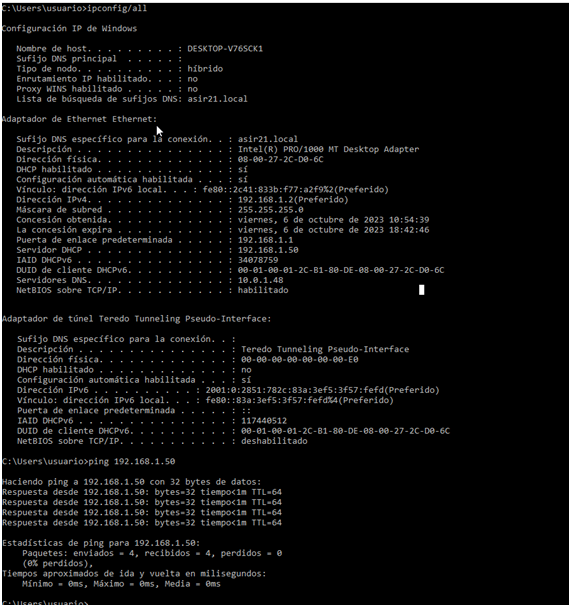 C:\Users\usuario>ipconfig/all
Configuración IP de Windows
Nombre de host. . . . . . . . . : DESKTOP-V76SCK1
Sufijo DNS principal . . . . . :
Tipo de nodo. . . . . . . . . . : híbrido
Enrutamiento IP habilitado. . . : no
Proxy WINS habilitado . . . . . : no
Lista de búsqueda de sufijos DNS: asir21.local
Adaptador de Ethernet Ethernet:
Sufijo DNS específico para la conexión. . : asir21.local
Descripción . . . . . . . . . . . . . . . : Intel(R) PRO/1000 MT Desktop Adapter
Dirección física. . . . . . . . . . . . . : 08-00-27-2C-D0-6C
DHCP habilitado . . . . . . . . . . . . . : sí
Configuración automática habilitada . . . : sí
Vínculo: dirección IPv6 local. . . : fe80::2c41:833b:f77:a2f9%2(Preferido)
Dirección IPv4. . . . . . . . . . . . . . : 192.168.1.2(Preferido)
Máscara de subred . . . . . . . . . . . . : 255.255.255.0
Concesión obtenida. . . . . . . . . . . . : viernes, 6 de octubre de 2023 10:54:39
La concesión expira . . . . . . . . . . . : viernes, 6 de octubre de 2023 18:42:46
Puerta de enlace predeterminada . . . . . : 192.168.1.1
Servidor DHCP . . . . . . . . . . . . . . : 192.168.1.50
IAID DHCPv6 . . . . . . . . . . . . . . . : 34078759
DUID de cliente DHCPv6. . . . . . . . . . : 00-01-00-01-2C-B1-80-DE-08-00-27-2C-D0-6C
Servidores DNS. . . . . . . . . . . . . . : 10.0.1.48
NetBIOS sobre TCP/IP. . . . . . . . . . . : habilitado
Adaptador de túnel Teredo Tunneling Pseudo-Interface:
Sufijo DNS específico para la conexión. . :
Descripción . . . . . . . . . . . . . . . : Teredo Tunneling Pseudo-Interface
Dirección física. . . . . . . . . . . . . : 00-00-00-00-00-00-00-E0
DHCP habilitado . . . . . . . . . . . . . : no
Configuración automática habilitada . . . : sí
Dirección IPv6 . . . . . . . . . . : 2001:0:2851:782c:83a:3ef5:3f57:fefd(Preferido)
Vínculo: dirección IPv6 local. . . : fe80::83a:3ef5:3f57:fefd%4(Preferido)
Puerta de enlace predeterminada . . . . . : ::
IAID DHCPv6 . . . . . . . . . . . . . . . : 117440512
DUID de cliente DHCPv6. . . . . . . . . . : 00-01-00-01-2C-B1-80-DE-08-00-27-2C-D0-6C
NetBIOS sobre TCP/IP. . . . . . . . . . . : deshabilitado
C:\Users\usuario>ping 192.168.1.50
Haciendo ping a 192.168.1.50 con 32 bytes de datos:
Respuesta desde 192.168.1.50: bytes=32 tiempo<1m TTL=64
Respuesta desde 192.168.1.50: bytes=32 tiempo<1m TTL=64
Respuesta desde 192.168.1.50: bytes=32 tiempo<1m TTL=64
Respuesta desde 192.168.1.50: bytes=32 tiempo<1m TTL=64
Estadísticas de ping para 192.168.1.50:
Paquetes: enviados = 4, recibidos = 4, perdidos = 0
(0% perdidos),
Tiempos aproximados de ida y vuelta en milisegundos:
Mínimo = 0ms, Máximo = 0ms, Media = 0ms
C:\Users\usuario>